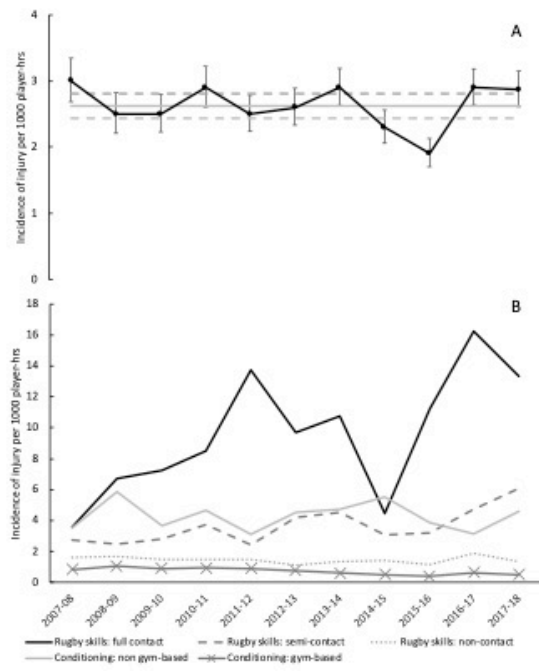 A
Incidence of injury per 1000 player-hrs
4
3
2
1
0
B
Incidence of injury per 1000 player-hrs
18
16
14
12
10
8
6
4
2
0
2007-08 2008-09 2009-10 2010-11 2011-12 2012-13 2013-14 2014-15 2015-16 2016-17 2017-18
Rugby skills: full contact Rugby skills: semi-contact Rugby skills: non-contact
Conditioning: non gym-based Conditioning: gym-based